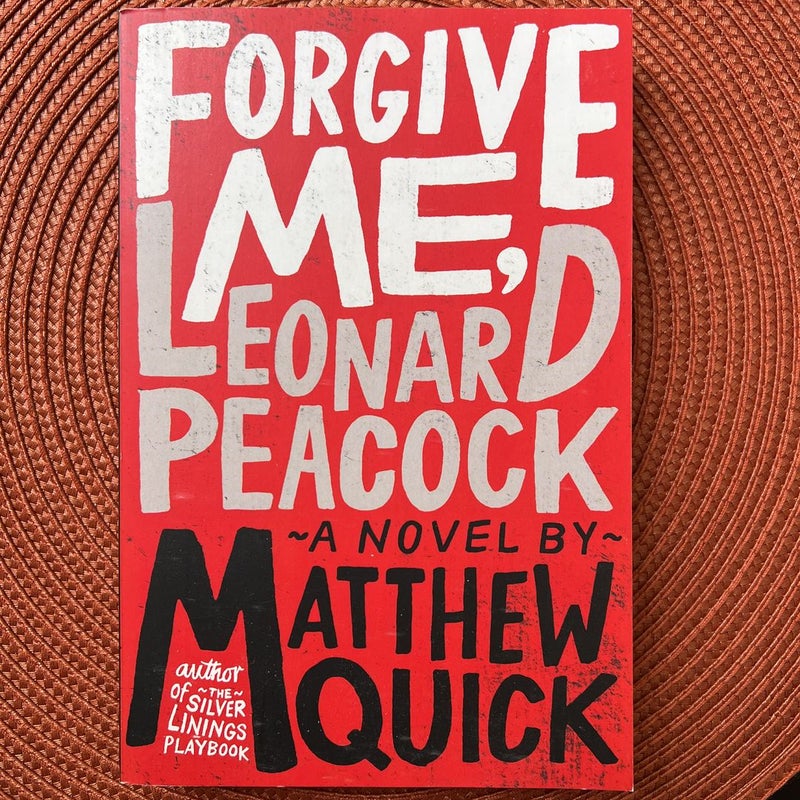 FORGIVE
ME,
LEONARD
PEACOCK
~A NOVEL BY~
MATTHEW
QUICK
author
OF ~THE~
SILVER
LININGS
PLAYBOOK